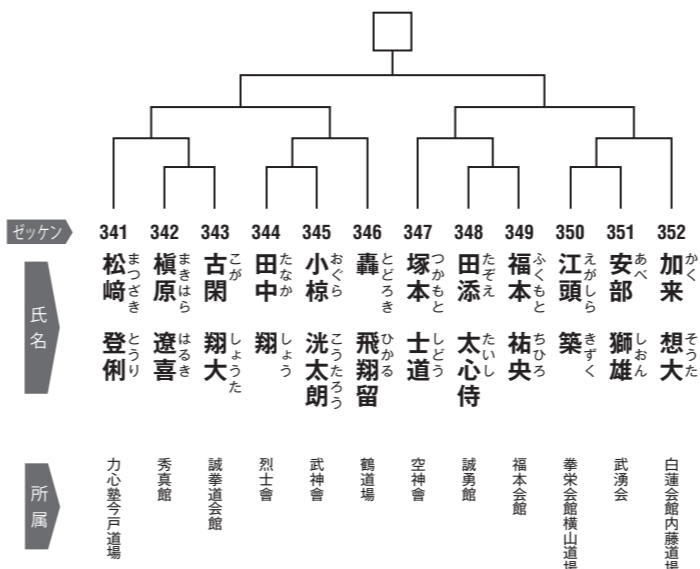 ゼッケン
341 342 343 344 345 346 347 348 349 350 351 352
氏名
松﨑 登俐
まつざき とうり
槇原 遼喜
まきはら はるき
古閑 翔大
こが しょうた
田中 翔
たなか しょう
小椋 洸太朗
おぐら こうたろう
轟 飛翔留
とどろき ひかる
塚本 士道
つかもと しどう
田添 太心侍
たぞえ たいし
福本 祐央
ふくもと ちひろ
江頭 築
えがしら きずく
安部 獅雄
あべ しおん
加来 想大
かく そうた
所属
力心塾今戸道場
秀真館
誠拳道会館
烈士會
武神會
鶴道場
空神會
誠勇館
福本会館
拳栄会館横山道場
武湧会
白蓮会館内藤道場